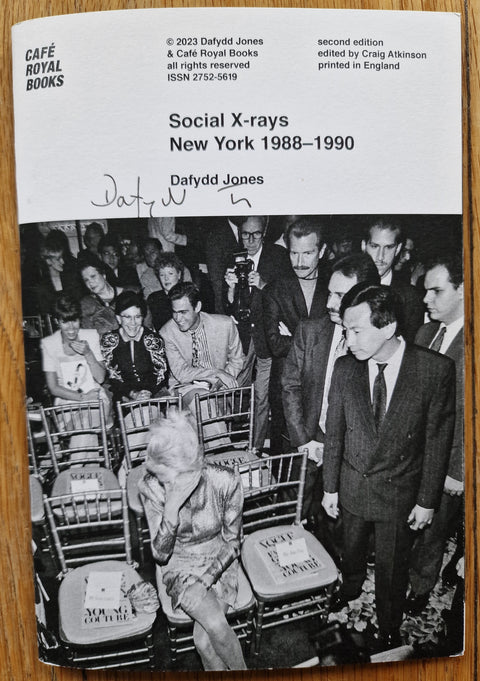 CAFÉ
ROYAL
BOOKS
© 2023 Dafydd Jones
& Café Royal Books
all rights reserved
ISSN 2752-5619
second edition
edited by Craig Atkinson
printed in England
Social X-rays
New York 1988–1990
Dafydd Jones
VOGUE
VOGUE
VOGUE
YOUNG
COUTURE
COUTURE